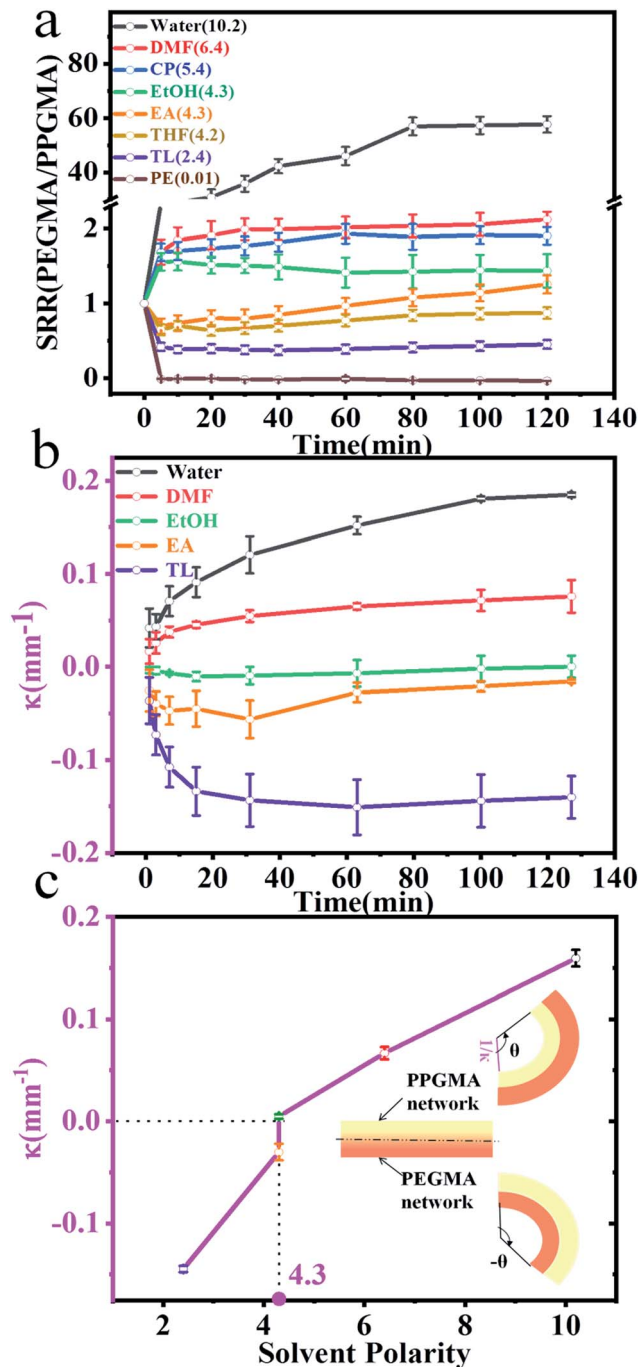 a
Water(10.2)
DMF(6.4)
CP(5.4)
EtOH(4.3)
EA(4.3)
THF(4.2)
TL(2.4)
PE(0.01)
SRR(PEGMA/PPGMA)
80
60
40
2
1
0
0 20 40 60 80 100 120 140
Time(min)
b
Water
DMF
EtOH
EA
TL
κ(mm⁻¹)
0.2
0.1
0.0
-0.1
-0.2
0 20 40 60 80 100 120 140
Time(min)
c
κ(mm⁻¹)
0.2
0.1
0.0
-0.1
1/κ
θ
PPGMA
network
PEGMA
network
-θ
4.3
2 4 6 8 10
Solvent Polarity